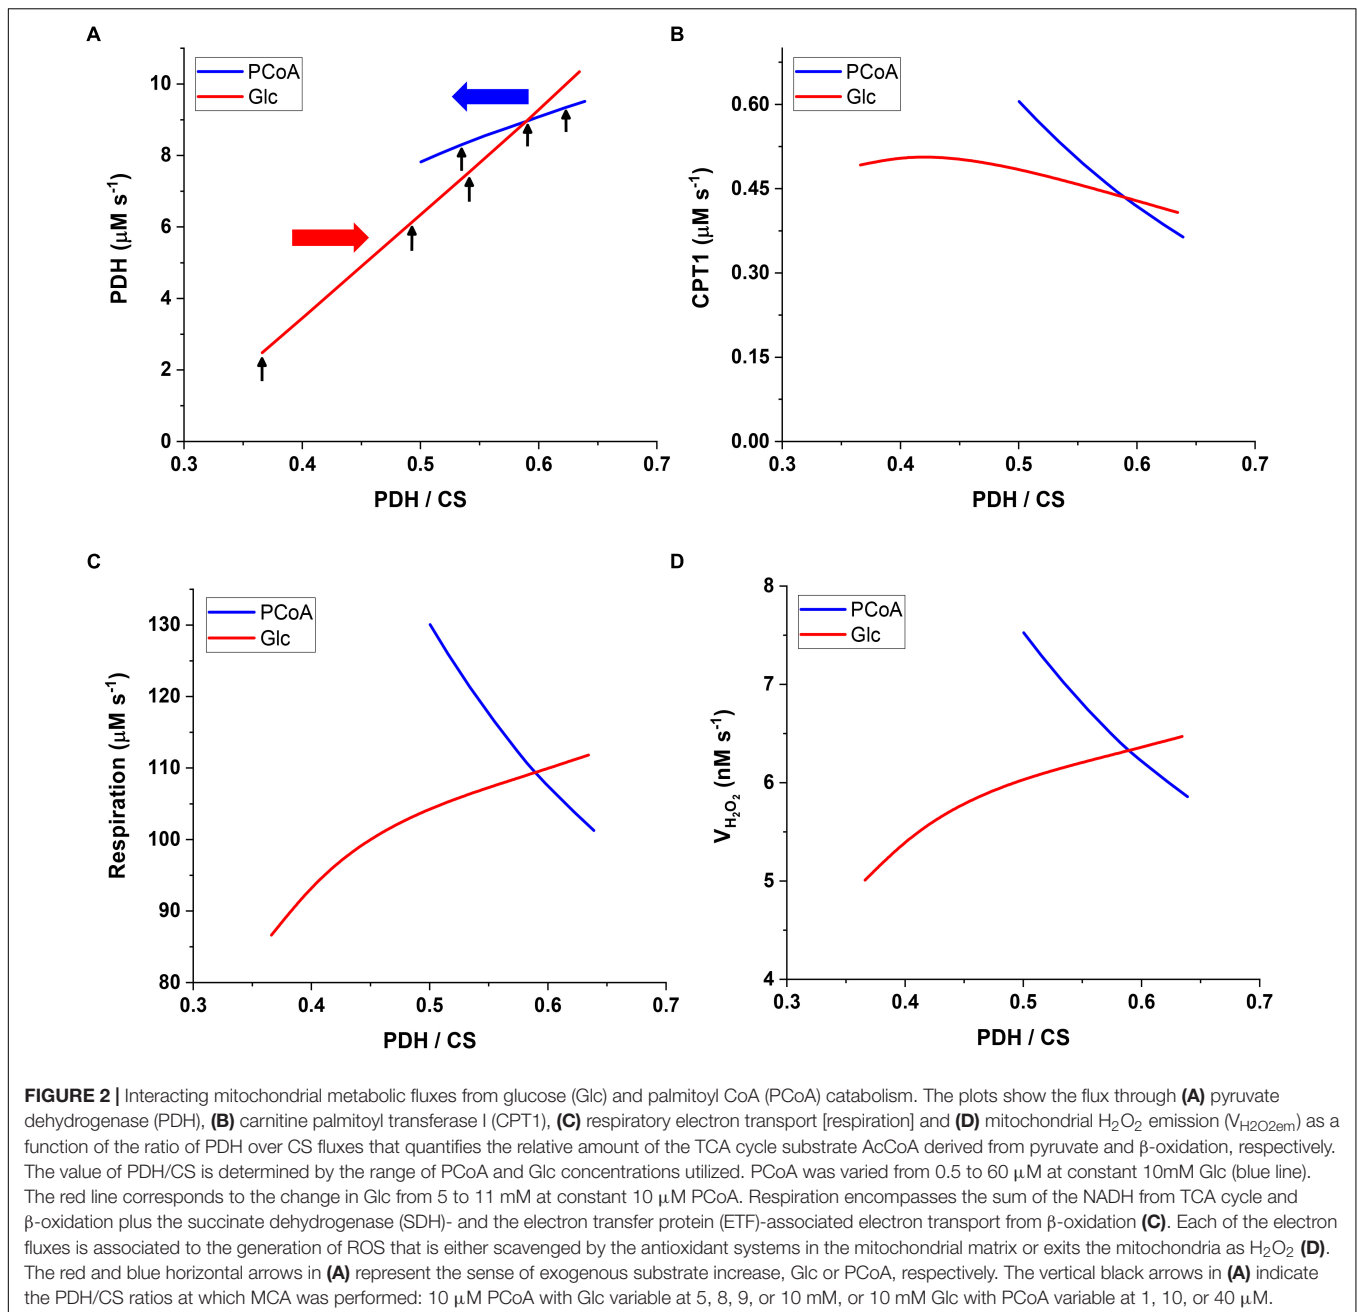 A
PCoA
Glc
10
8
6
4
2
0
PDH (μM s-1)
0.3
0.4
0.5
0.6
0.7
PDH / CS
B
PCoA
Glc
0.60
0.45
0.30
0.15
0.00
CPT1 (μM s-1)
0.3
0.4
0.5
0.6
0.7
PDH / CS
C
PCoA
Glc
130
120
110
100
90
80
Respiration (μM s-1)
0.3
0.4
0.5
0.6
0.7
PDH / CS
D
PCoA
Glc
8
7
6
5
4
VH2O2 (nM s-1)
0.3
0.4
0.5
0.6
0.7
PDH / CS
FIGURE 2 | Interacting mitochondrial metabolic fluxes from glucose (Glc) and palmitoyl CoA (PCoA) catabolism. The plots show the flux through (A) pyruvate
dehydrogenase (PDH), (B) carnitine palmitoyl transferase I (CPT1), (C) respiratory electron transport [respiration] and (D) mitochondrial H2O2 emission (VH2O2em) as a
function of the ratio of PDH over CS fluxes that quantifies the relative amount of the TCA cycle substrate AcCoA derived from pyruvate and β-oxidation, respectively.
The value of PDH/CS is determined by the range of PCoA and Glc concentrations utilized. PCoA was varied from 0.5 to 60 μM at constant 10mM Glc (blue line).
The red line corresponds to the change in Glc from 5 to 11 mM at constant 10 μM PCoA. Respiration encompasses the sum of the NADH from TCA cycle and
β-oxidation plus the succinate dehydrogenase (SDH)- and the electron transfer protein (ETF)-associated electron transport from β-oxidation (C). Each of the electron
fluxes is associated to the generation of ROS that is either scavenged by the antioxidant systems in the mitochondrial matrix or exits the mitochondria as H2O2 (D).
The red and blue horizontal arrows in (A) represent the sense of exogenous substrate increase, Glc or PCoA, respectively. The vertical black arrows in (A) indicate
the PDH/CS ratios at which MCA was performed: 10 μM PCoA with Glc variable at 5, 8, 9, or 10 mM, or 10 mM Glc with PCoA variable at 1, 10, or 40 μM.